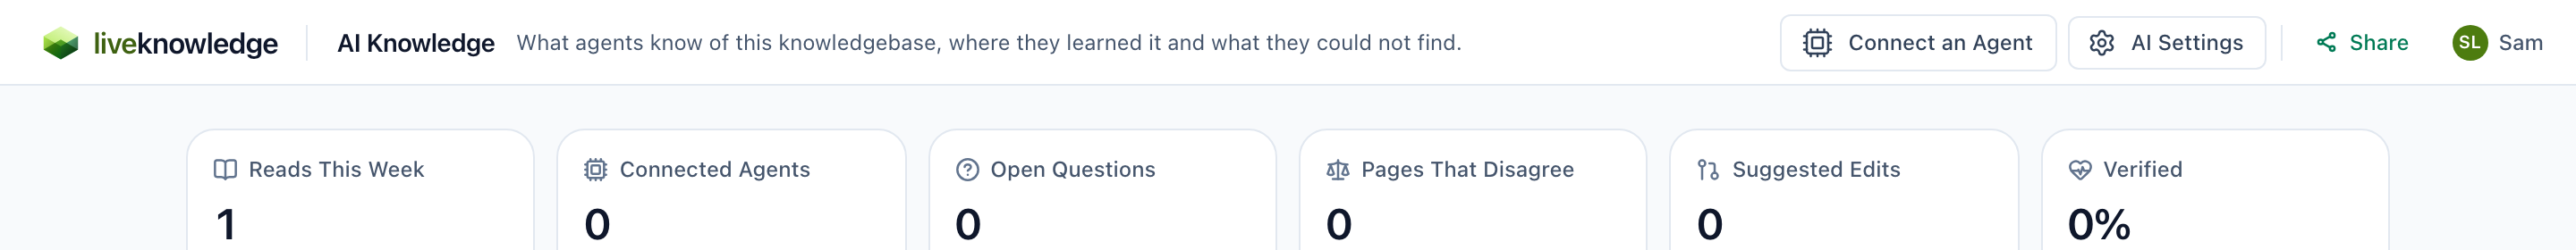 liveknowledge AI Knowledge What agents know of this knowledgebase, where they learned it and what they could not find. Connect an Agent AI Settings Share SL Sam
Reads This Week Connected Agents Open Questions Pages That Disagree Suggested Edits Verified
1 0 0 0 0 0%